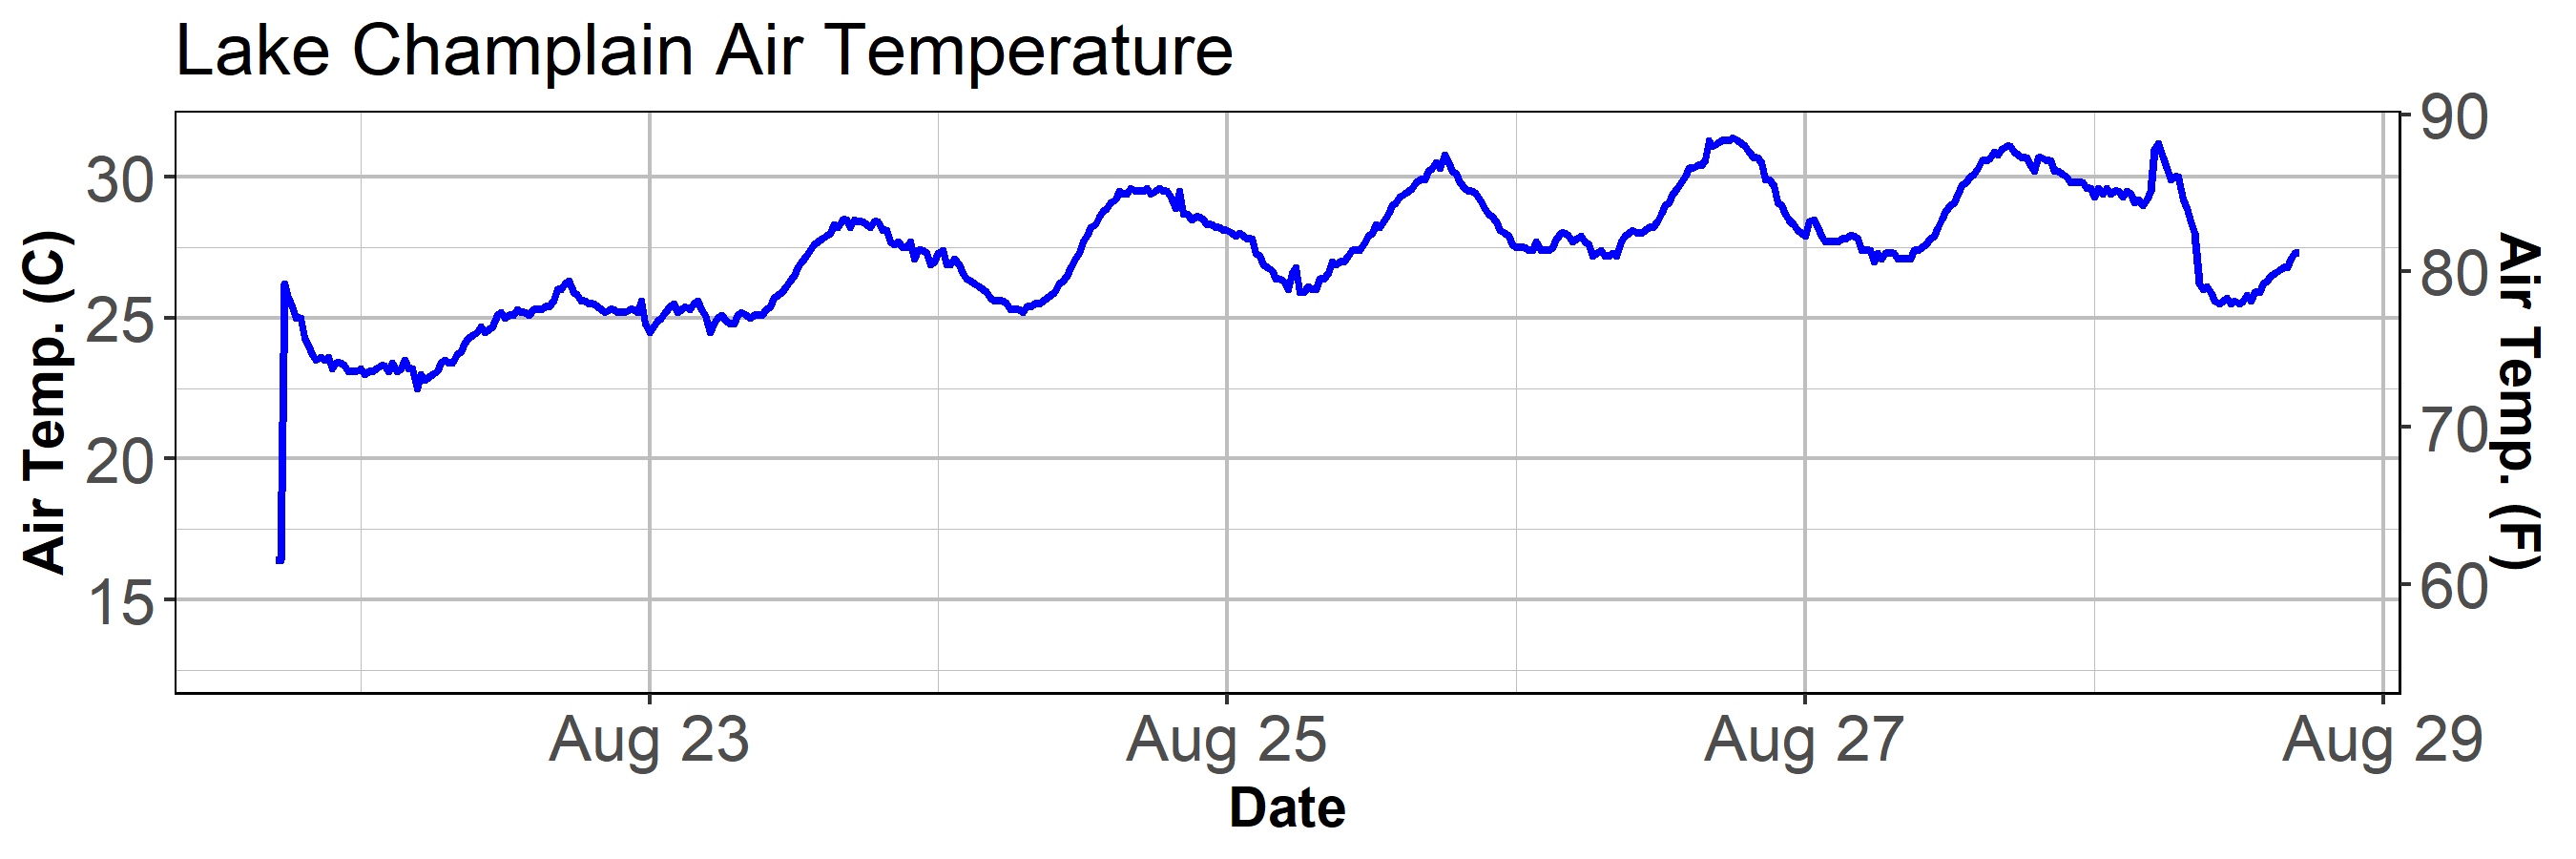 Lake Champlain Air Temperature
Air Temp. (C)
30
25
20
15
90
80
70
60
Air Temp. (F)
Aug 23
Aug 25
Aug 27
Aug 29
Date